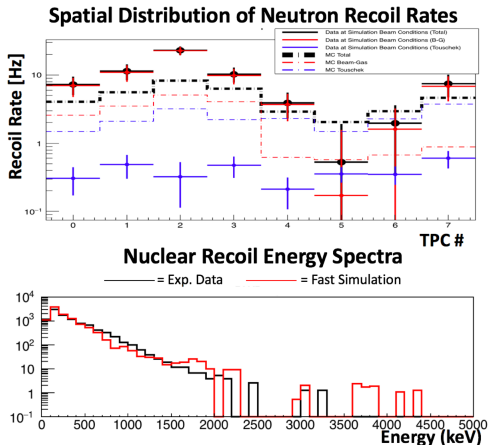 Spatial Distribution of Neutron Recoil Rates
Data at Simulation Beam Conditions (Total)
Data at Simulation Beam Conditions (B-G)
Data at Simulation Beam Conditions (Touschek)
MC Total
MC Beam-Gas
MC Touschek
Recoil Rate [Hz]
10
1
10⁻¹
0 1 2 3 4 5 6 7
TPC #
Nuclear Recoil Energy Spectra
= Exp. Data = Fast Simulation
10⁴
10³
10²
10
1
10⁻¹
0 500 1000 1500 2000 2500 3000 3500 4000 4500 5000
Energy (keV)